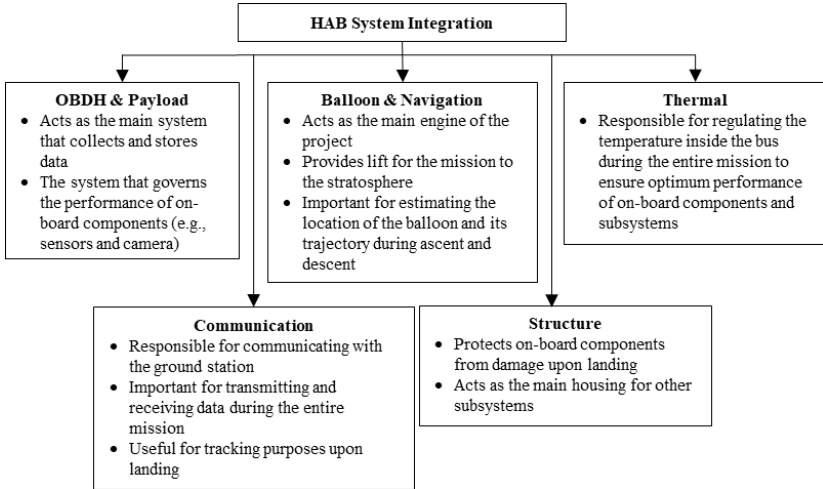 HAB System Integration
OBDH & Payload
• Acts as the main system
that collects and stores
data
• The system that governs
the performance of on-
board components (e.g.,
sensors and camera)
Balloon & Navigation
• Acts as the main engine of the
project
• Provides lift for the mission to
the stratosphere
• Important for estimating the
location of the balloon and its
trajectory during ascent and
descent
Thermal
• Responsible for regulating the
temperature inside the bus
during the entire mission to
ensure optimum performance
of on-board components and
subsystems
Communication
• Responsible for communicating with
the ground station
• Important for transmitting and
receiving data during the entire
mission
• Useful for tracking purposes upon
landing
Structure
• Protects on-board components
from damage upon landing
• Acts as the main housing for other
subsystems